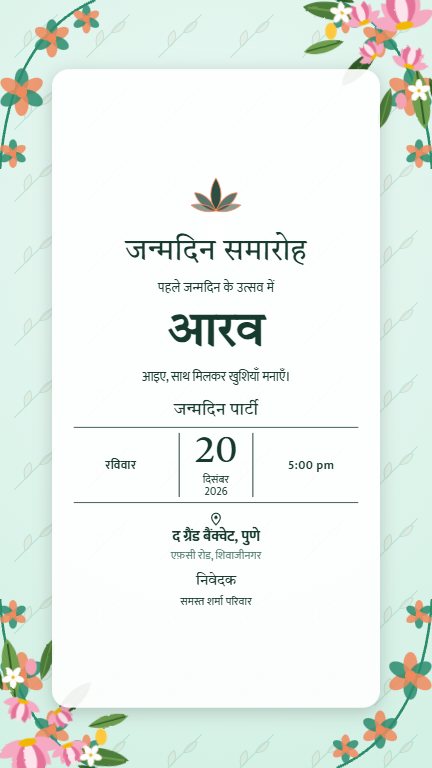 जन्मदिन समारोह
पहले जन्मदिन के उत्सव में
आरव
आइए, साथ मिलकर खुशियाँ मनाएँ।
जन्मदिन पार्टी
रविवार
20
दिसंबर
2026
5:00 pm
द ग्रैंड बैंक्वेट, पुणे
एफ़सी रोड, शिवाजीनगर
निवेदक
समस्त शर्मा परिवार